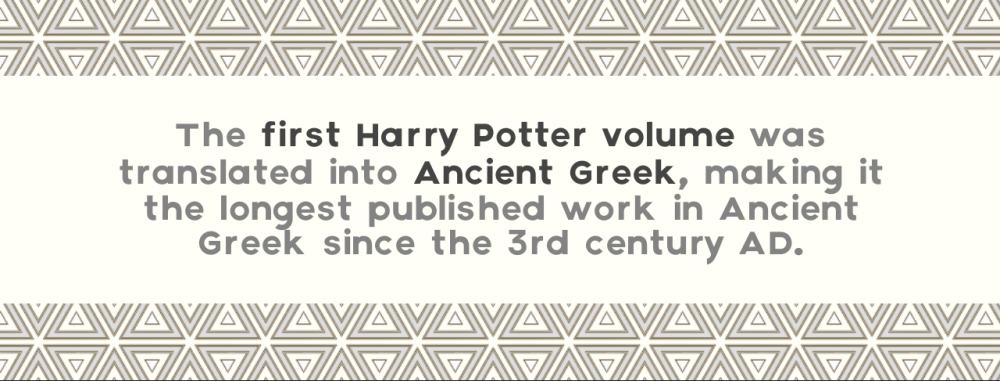 The first Harry Potter volume was
translated into Ancient Greek, making it
the longest published work in Ancient
Greek since the 3rd century AD.